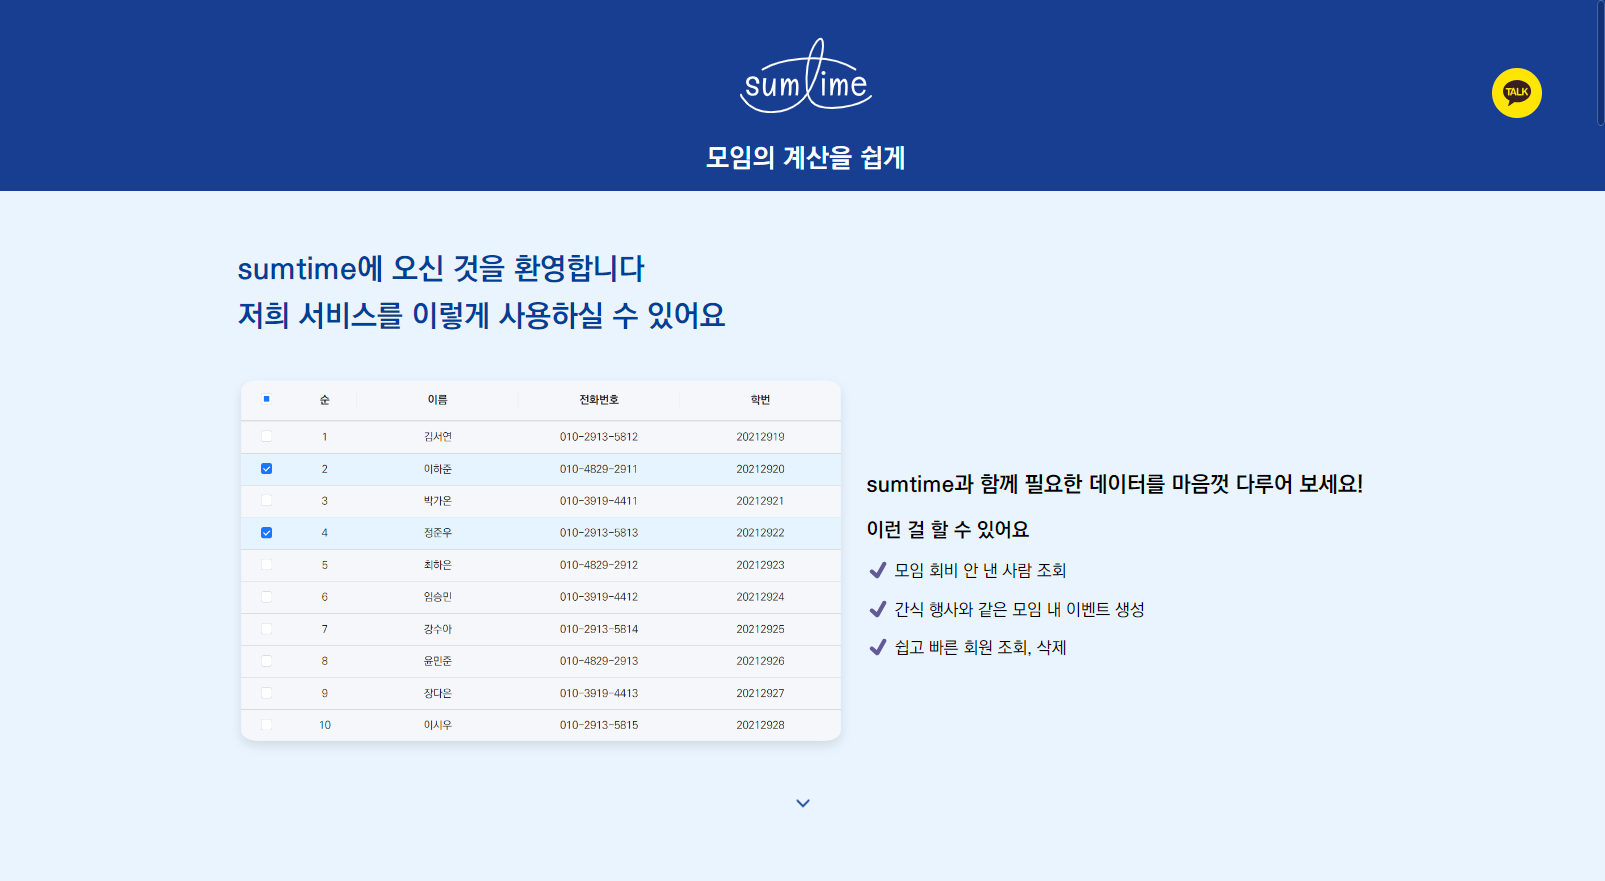 sumtime
TALK
모임의 계산을 쉽게
sumtime에 오신 것을 환영합니다
저희 서비스를 이렇게 사용하실 수 있어요
순 이름 전화번호 학번
1 김서연 010-2913-5812 20212919
2 이하준 010-4829-2911 20212920
3 박가온 010-3919-4411 20212921
4 정준우 010-2913-5813 20212922
5 최하은 010-4829-2912 20212923
6 임승민 010-3919-4412 20212924
7 강수아 010-2913-5814 20212925
8 윤민준 010-4829-2913 20212926
9 장다은 010-3919-4413 20212927
10 이시우 010-2913-5815 20212928
sumtime과 함께 필요한 데이터를 마음껏 다루어 보세요!
이런 걸 할 수 있어요
모임 회비 안 낸 사람 조회
간식 행사와 같은 모임 내 이벤트 생성
쉽고 빠른 회원 조회, 삭제